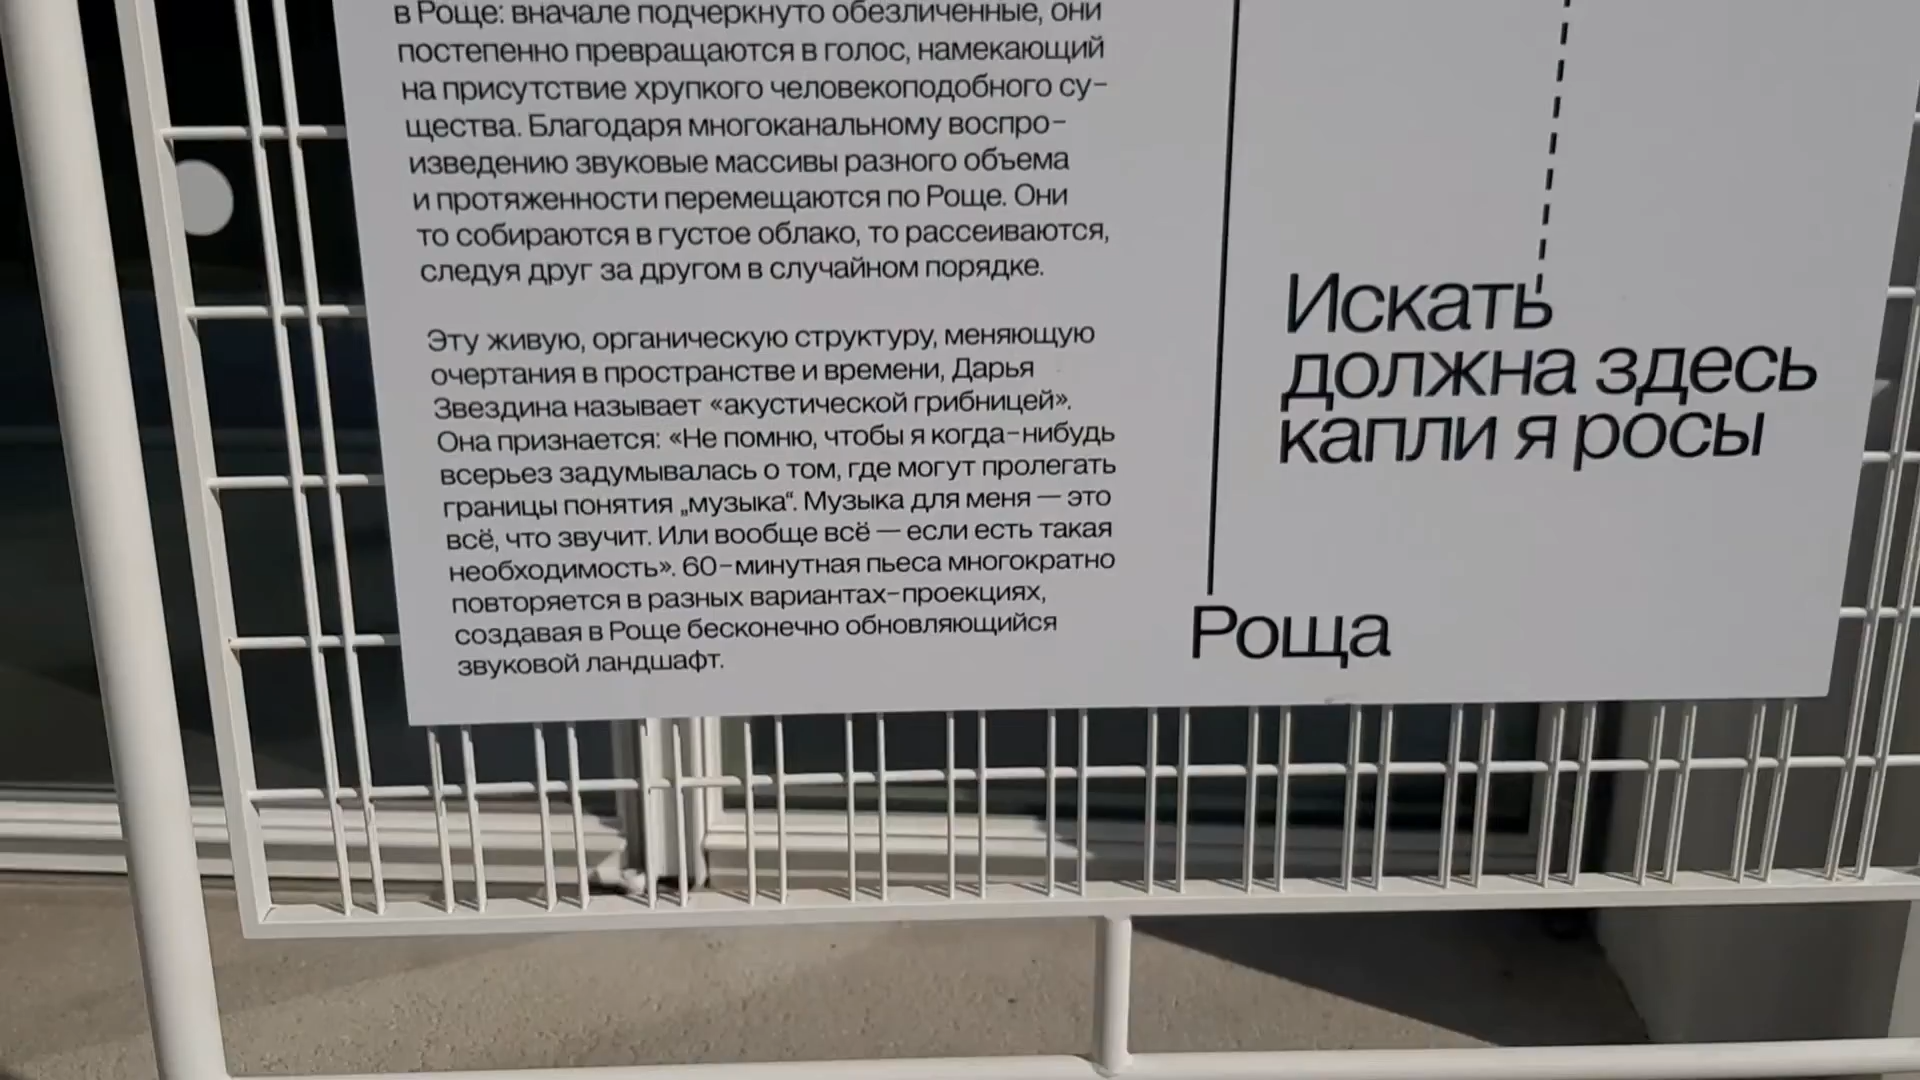 в Роще: вначале подчеркнуто обезличенные, они
постепенно превращаются в голос, намекающий
на присутствие хрупкого человекоподобного су-
щества. Благодаря многоканальному воспро-
изведению звуковые массивы разного объема
и протяженности перемещаются по Роще. Они
то собираются в густое облако, то рассеиваются,
следуя друг за другом в случайном порядке.
Эту живую, органическую структуру, меняющую
очертания в пространстве и времени, Дарья
Звездина называет «акустической грибницей».
Она признается: «Не помню, чтобы я когда-нибудь
всерьез задумывалась о том, где могут пролегать
границы понятия „музыка“. Музыка для меня — это
всё, что звучит. Или вообще всё — если есть такая
необходимость». 60-минутная пьеса многократно
повторяется в разных вариантах-проекциях,
создавая в Роще бесконечно обновляющийся
звуковой ландшафт.
Искать
должна здесь
капли я росы
Роща